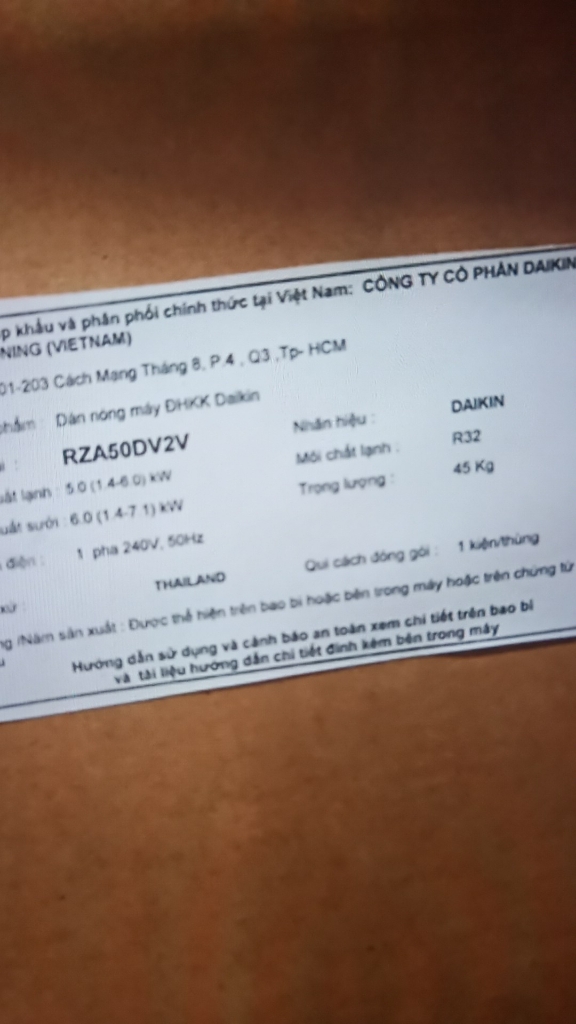 p khẩu và phân phối chính thức tại Việt Nam: CÔNG TY CỔ PHẦN DAIKIN
NING (VIETNAM)
01-203 Cách Mạng Tháng 8, P.4 , Q3 ,Tp- HCM
phẩm : Dàn nóng máy ĐHKK Daikin
RZA50DV2V
Nhãn hiệu : DAIKIN
uất lạnh : 5.0 (1.4-6.0) kW
Môi chất lạnh : R32
uất sưởi : 6.0 (1.4-7.1) kW
Trọng lượng : 45 Kg
điện : 1 pha 240V, 50Hz
xứ : THAILAND
Qui cách đóng gói : 1 kiện/thùng
ng /Năm sản xuất : Được thể hiện trên bao bì hoặc bên trong máy hoặc trên chứng từ
Hướng dẫn sử dụng và cảnh báo an toàn xem chi tiết trên bao bì
và tài liệu hướng dẫn chi tiết đính kèm bên trong máy